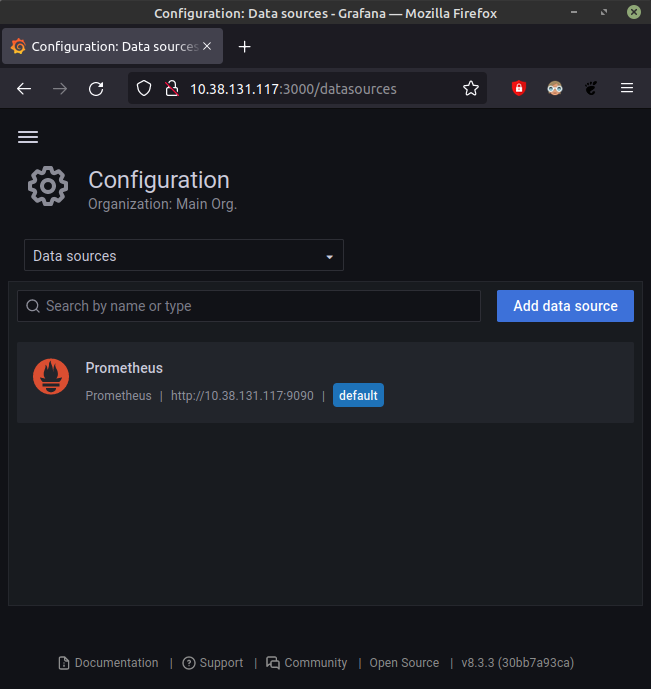 Configuration: Data sources - Grafana — Mozilla Firefox
Configuration: Data sources
10.38.131.117:3000/datasources
Configuration
Organization: Main Org.
Data sources
Search by name or type
Add data source
Prometheus
Prometheus | http://10.38.131.117:9090 | default
Documentation | Support | Community | Open Source | v8.3.3 (30bb7a93ca)